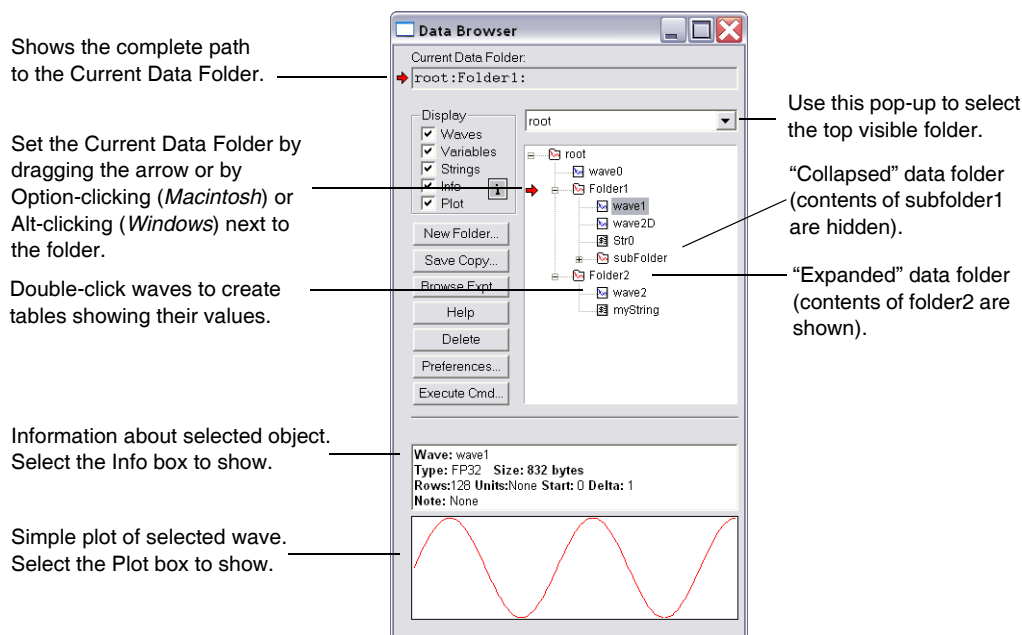 Data Browser
Shows the complete path
to the Current Data Folder.
Current Data Folder:
root:Folder1:
Display
Waves
Variables
Strings
Info
i
Plot
root
Use this pop-up to select
the top visible folder.
Set the Current Data Folder by
dragging the arrow or by
Option-clicking (Macintosh) or
Alt-clicking (Windows) next to
the folder.
root
wave0
Folder1
wave1
wave2D
Str0
subFolder
Folder2
wave2
myString
“Collapsed” data folder
(contents of subfolder1
are hidden).
“Expanded” data folder
(contents of folder2 are
shown).
New Folder...
Save Copy...
Browse Expt...
Help
Delete
Preferences...
Execute Cmd...
Double-click waves to create
tables showing their values.
Information about selected object.
Select the Info box to show.
Wave: wave1
Type: FP32 Size: 832 bytes
Rows:128 Units:None Start: 0 Delta: 1
Note: None
Simple plot of selected wave.
Select the Plot box to show.